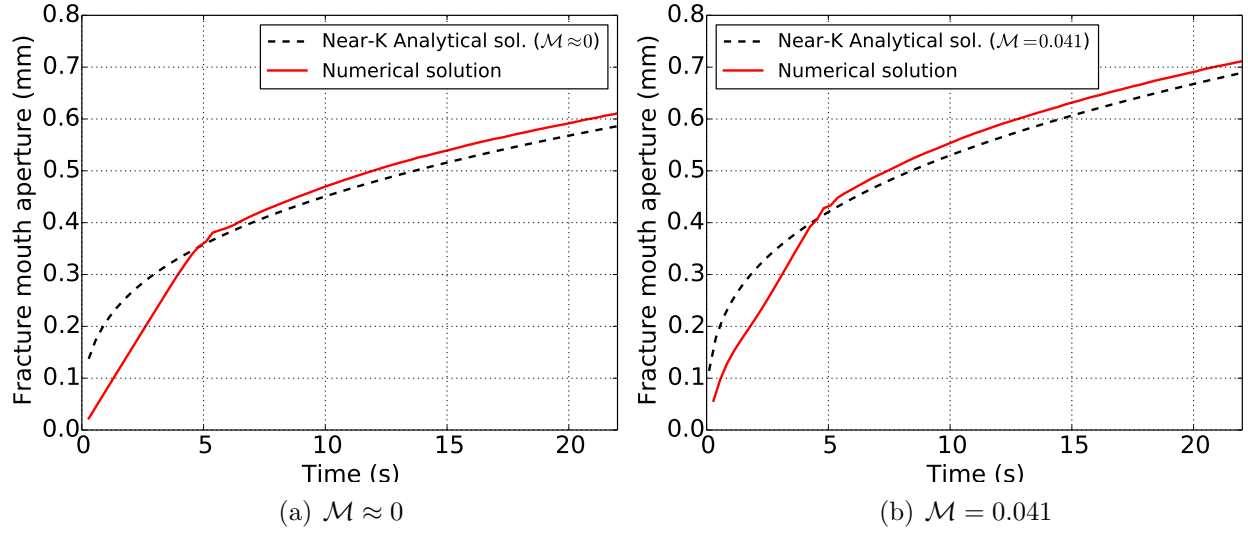 0.8
0.7
0.6
0.5
0.4
0.3
0.2
0.1
0.0
Fracture mouth aperture (mm)
Near-K Analytical sol. (ℳ≈0)
Numerical solution
0 5 10 15 20
Time (s)
(a) ℳ ≈ 0
0.8
0.7
0.6
0.5
0.4
0.3
0.2
0.1
0.0
Fracture mouth aperture (mm)
Near-K Analytical sol. (ℳ=0.041)
Numerical solution
0 5 10 15 20
Time (s)
(b) ℳ = 0.041